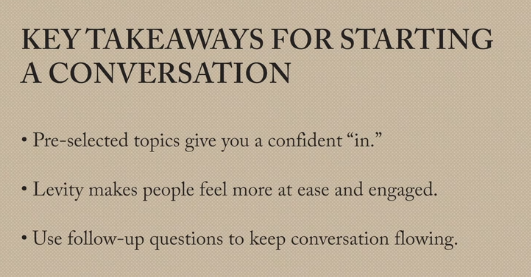 KEY TAKEAWAYS FOR STARTING
A CONVERSATION
• Pre-selected topics give you a confident “in.”
• Levity makes people feel more at ease and engaged.
• Use follow-up questions to keep conversation flowing.